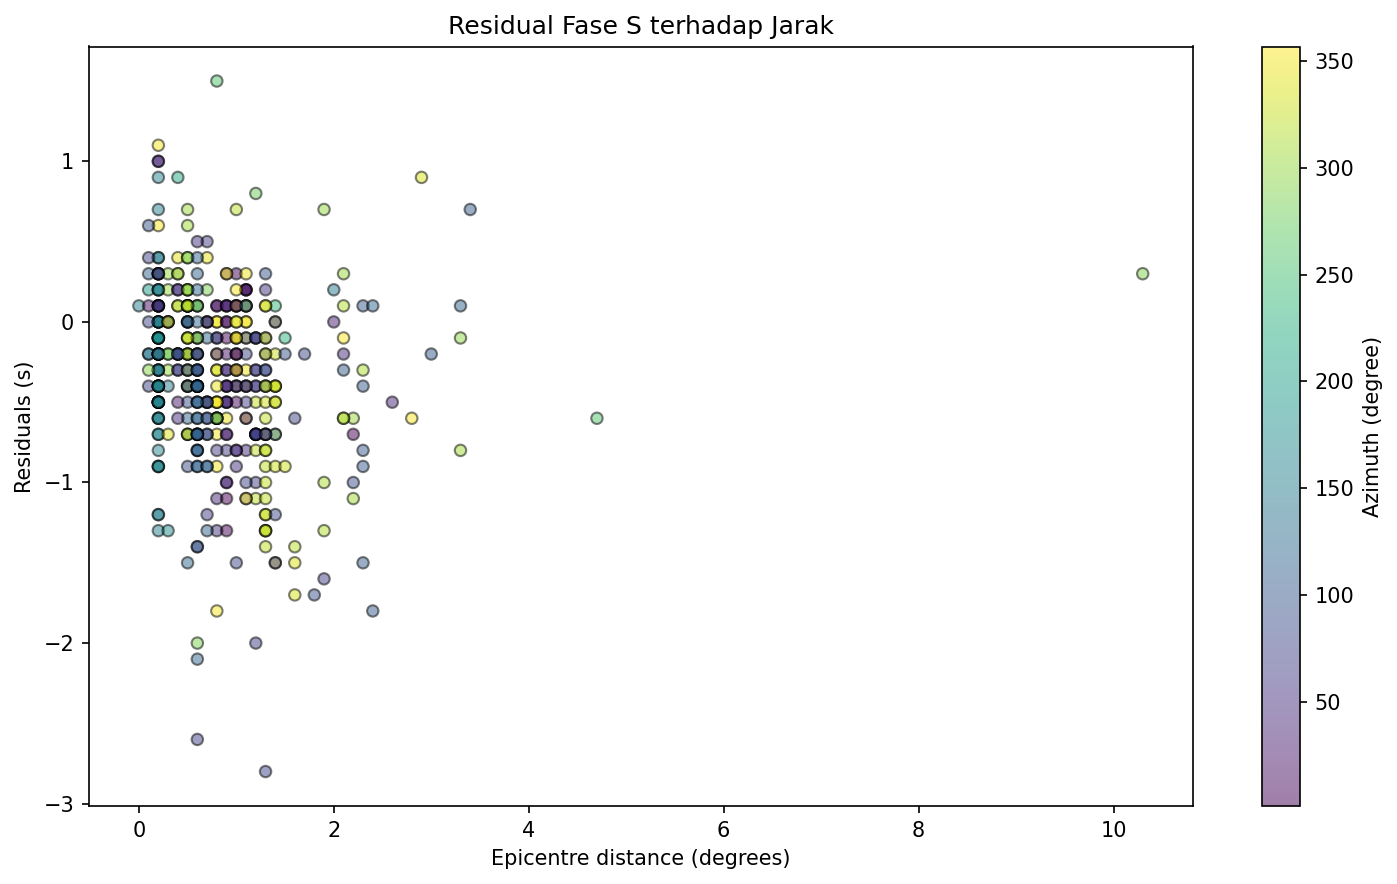 Residual Fase S terhadap Jarak
Residuals (s)
1
0
−1
−2
−3
0 2 4 6 8 10
Epicentre distance (degrees)
350
300
250
200
150
100
50
Azimuth (degree)